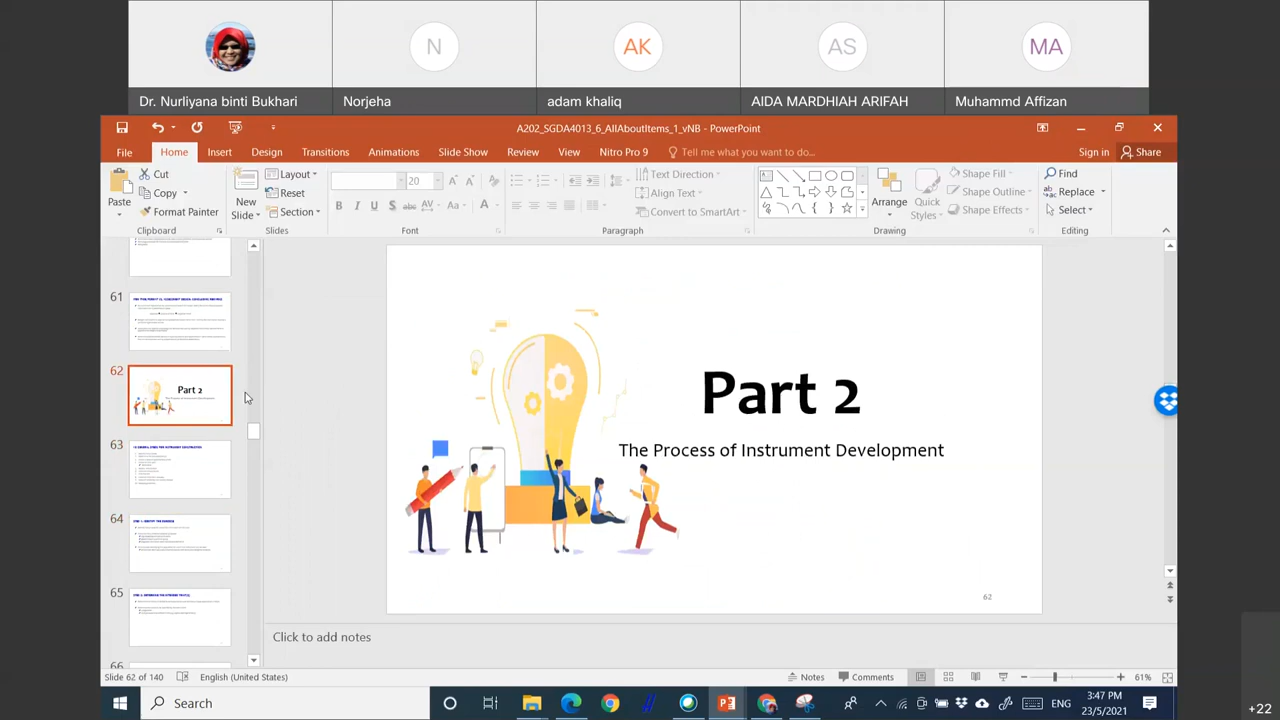 N
AK
AS
MA
Dr. Nurliyana binti Bukhari
Norjeha
adam khaliq
AIDA MARDHIAH ARIFAH
Muhammd Affizan
A202_SGDA4013_6_AllAboutItems_1_vNB - PowerPoint
File
Home
Insert
Design
Transitions
Animations
Slide Show
Review
View
Nitro Pro 9
Tell me what you want to do...
Sign in
Share
Paste
Cut
Copy
Format Painter
Clipboard
New
Slide
Layout
Reset
Section
Slides
20
B I U S abc AV Aa A
Font
Text Direction
Align Text
Convert to SmartArt
Paragraph
Arrange
Quick
Styles
Shape Fill
Shape Outline
Shape Effects
Drawing
Find
Replace
Select
Editing
61
62
Part 2
63
64
65
66
Part 2
The Process of Instrument Development
62
Click to add notes
Slide 62 of 140
English (United States)
Notes
Comments
61%
Search
ENG
3:47 PM
23/5/2021
+22